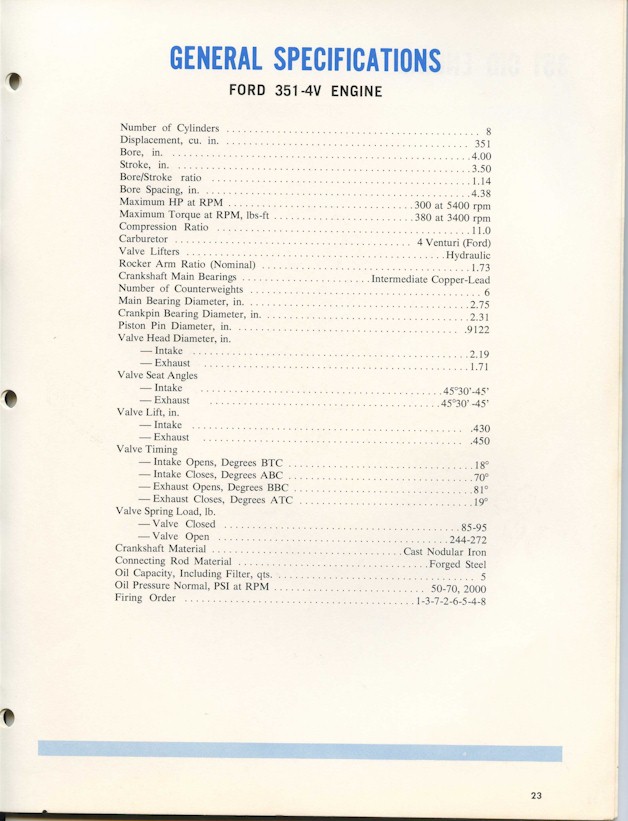 GENERAL SPECIFICATIONS
FORD 351-4V ENGINE
Number of Cylinders 8
Displacement, cu. in. 351
Bore, in. 4.00
Stroke, in. 3.50
Bore/Stroke ratio 1.14
Bore Spacing, in. 4.38
Maximum HP at RPM 300 at 5400 rpm
Maximum Torque at RPM, lbs-ft 380 at 3400 rpm
Compression Ratio 11.0
Carburetor 4 Venturi (Ford)
Valve Lifters Hydraulic
Rocker Arm Ratio (Nominal) 1.73
Crankshaft Main Bearings Intermediate Copper-Lead
Number of Counterweights 6
Main Bearing Diameter, in. 2.75
Crankpin Bearing Diameter, in. 2.31
Piston Pin Diameter, in. .9122
Valve Head Diameter, in.
— Intake 2.19
— Exhaust 1.71
Valve Seat Angles
— Intake 45°30'-45'
— Exhaust 45°30'-45'
Valve Lift, in.
— Intake .430
— Exhaust .450
Valve Timing
— Intake Opens, Degrees BTC 18°
— Intake Closes, Degrees ABC 70°
— Exhaust Opens, Degrees BBC 81°
— Exhaust Closes, Degrees ATC 19°
Valve Spring Load, lb.
— Valve Closed 85-95
— Valve Open 244-272
Crankshaft Material Cast Nodular Iron
Connecting Rod Material Forged Steel
Oil Capacity, Including Filter, qts. 5
Oil Pressure Normal, PSI at RPM 50-70, 2000
Firing Order 1-3-7-2-6-5-4-8
23